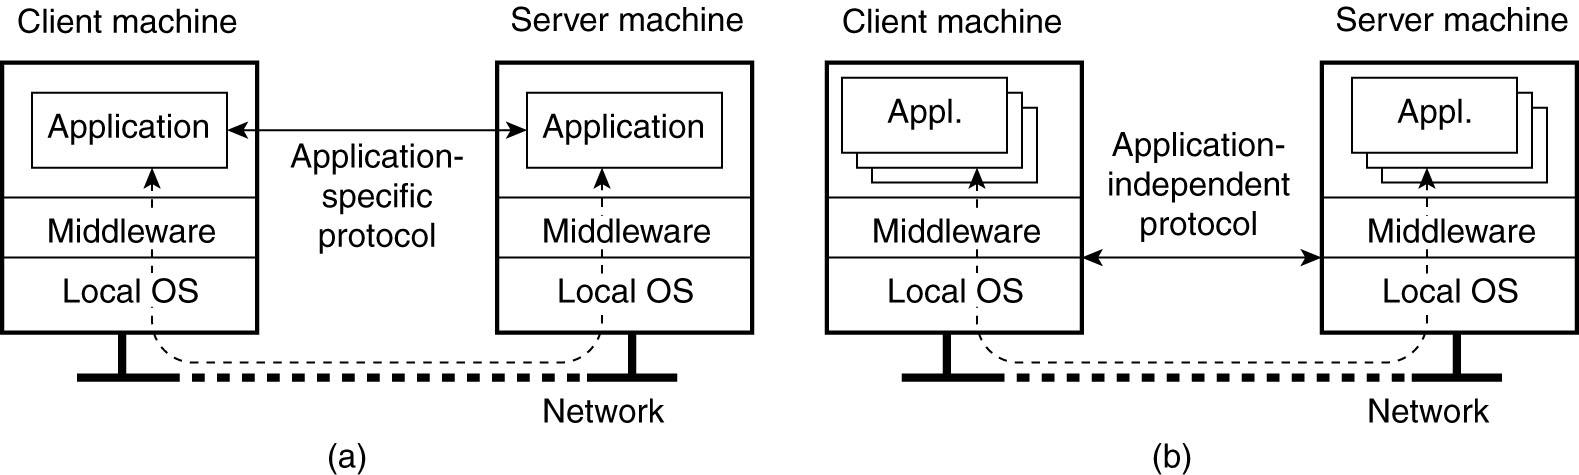 Client machine
Server machine
Application
Application
Application-
specific
protocol
Middleware
Middleware
Local OS
Local OS
Network
(a)
Client machine
Server machine
Appl.
Appl.
Application-
independent
protocol
Middleware
Middleware
Local OS
Local OS
Network
(b)